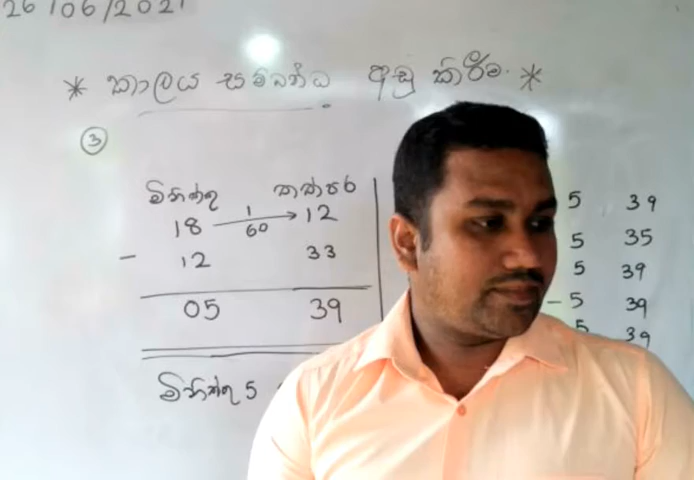 26/06/2021
* කාලය සම්බන්ධ අඩු කිරීම. *
3
මිනිත්තු තත්පර
18 1 60 12
- 12 33
05 39
මිනිත්තු 5
5 39
5 35
5 39
- 5 39
5 39